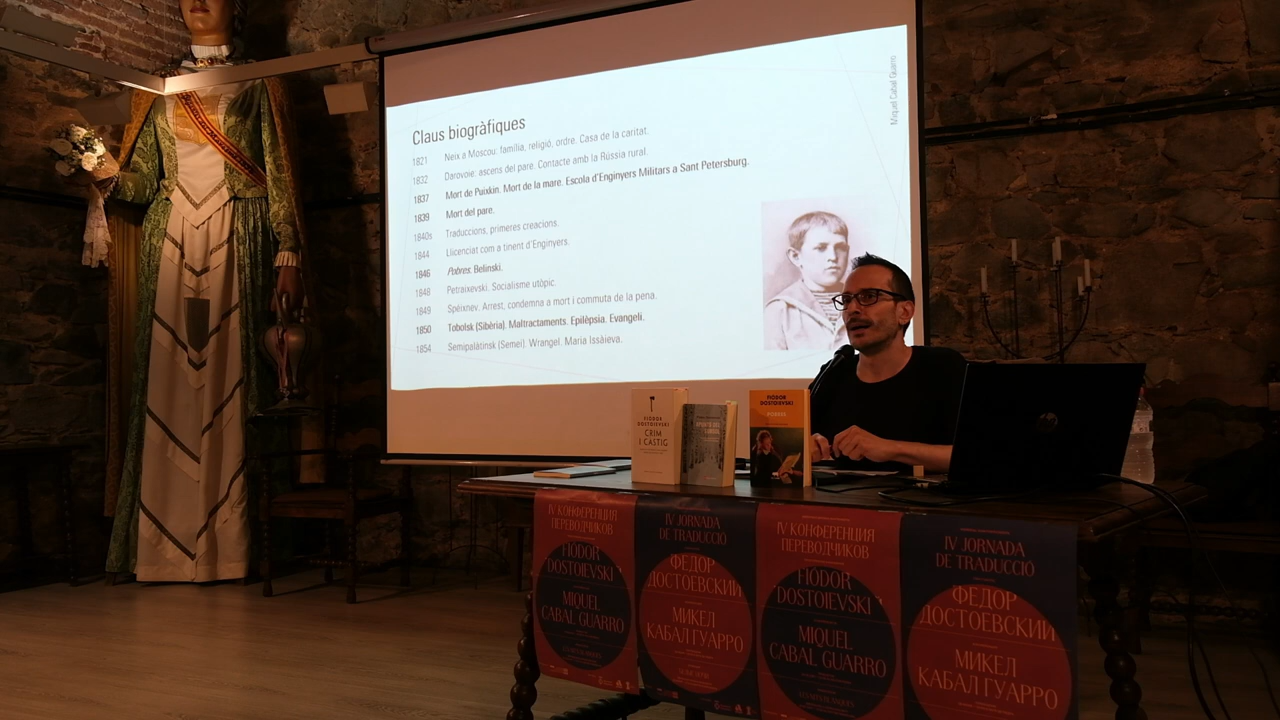 Miquel Cabal Guarro
Claus biogràfiques
1821 Neix a Moscou: família, religió, ordre. Casa de la caritat.
1832 Darovoie: ascens del pare. Contacte amb la Rússia rural.
1837 Mort de Puixkin. Mort de la mare. Escola d'Enginyers Militars a Sant Petersburg.
1839 Mort del pare.
1840s Traduccions, primeres creacions.
1844 Llicenciat com a tinent d'Enginyers.
1846 Pobres. Belinski.
1848 Petraixevski. Socialisme utòpic.
1849 Spéixnev. Arrest, condemna a mort i commuta de la pena.
1850 Tobolsk (Sibèria). Maltractaments. Epilèpsia. Evangeli.
1854 Semipalàtinsk (Semei). Wrangel. Maria Issàieva.
FIÓDOR
DOSTOIEVSKI
CRIM
I CÀSTIG
FIÓDOR
DOSTOIEVSKI
POBRES
IV КОНФЕРЕНЦИЯ
ПЕРЕВОДЧИКОВ
FIÓDOR
DOSTOIEVSKI
MIQUEL
CABAL GUARRO
IV JORNADA
DE TRADUCCIÓ
ФЕДОР
ДОСТОЕВСКИЙ
МИКЕЛ
КАБАЛ ГУАРРО
IV КОНФЕРЕНЦИЯ
ПЕРЕВОДЧИКОВ
FIÓDOR
DOSTOIEVSKI
MIQUEL
CABAL GUARRO
IV JORNADA
DE TRADUCCIÓ
ФЕДОР
ДОСТОЕВСКИЙ
МИКЕЛ
КАБАЛ ГУАРРО